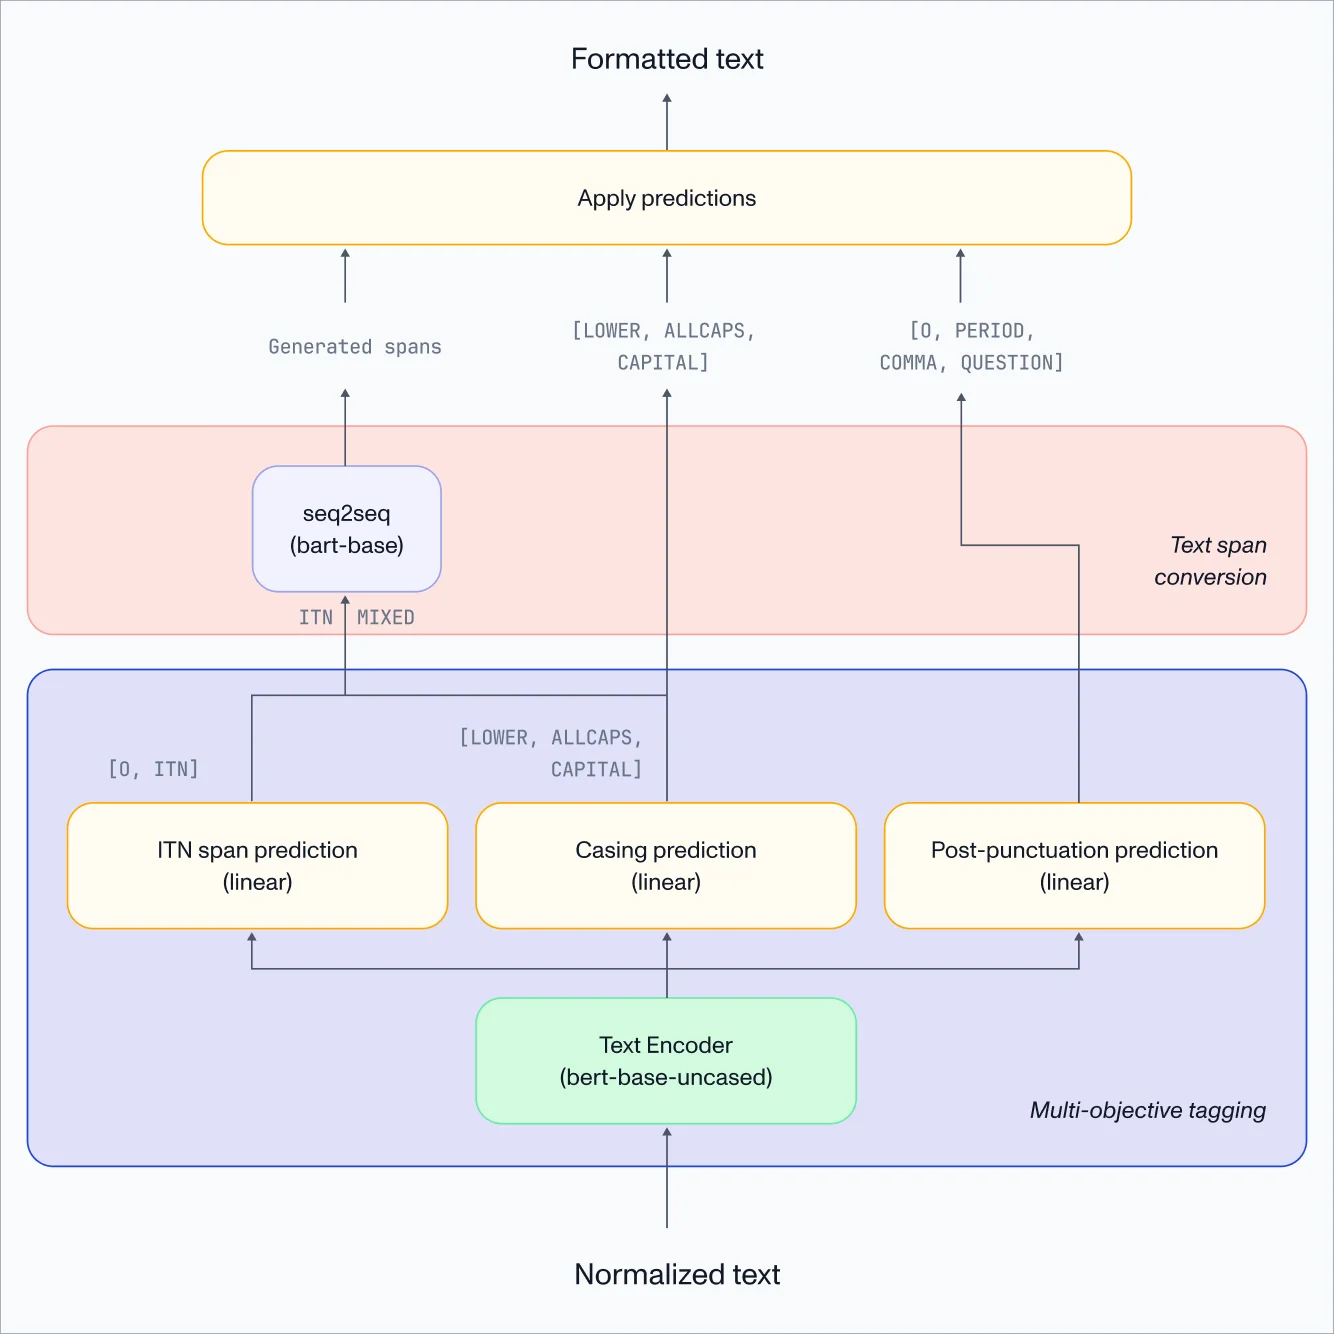 Formatted text
Apply predictions
Generated spans
[LOWER, ALLCAPS,
CAPITAL]
[O, PERIOD,
COMMA, QUESTION]
seq2seq
(bart-base)
Text span
conversion
ITN MIXED
[LOWER, ALLCAPS,
CAPITAL]
[O, ITN]
ITN span prediction
(linear)
Casing prediction
(linear)
Post-punctuation prediction
(linear)
Text Encoder
(bert-base-uncased)
Multi-objective tagging
Normalized text